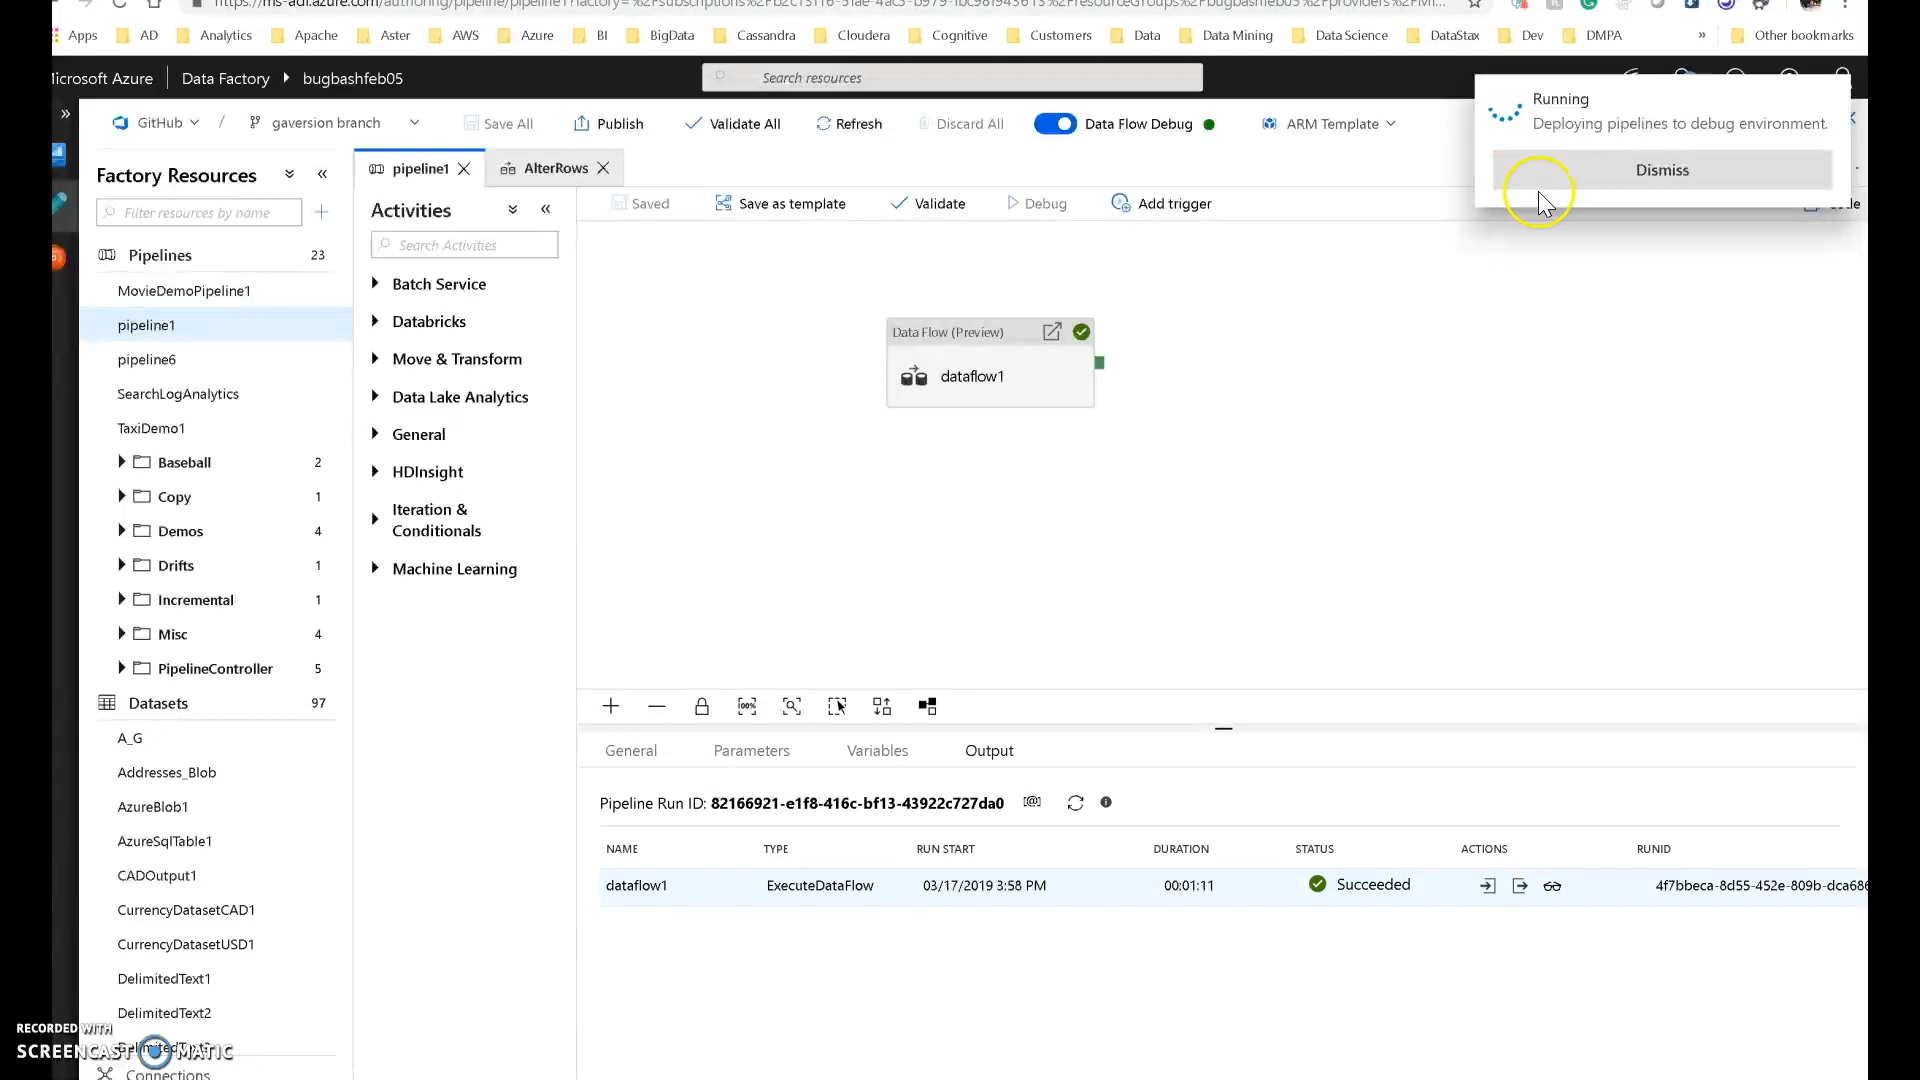 Apps AD Analytics Apache Aster AWS Azure BI BigData Cassandra Cloudera Cognitive Customers Data Data Mining Data Science DataStax Dev DMPA » Other bookmarks
Microsoft Azure Data Factory bugbashfeb05 Search resources
Running
Deploying pipelines to debug environment.
Dismiss
GitHub / gaversion branch Save All Publish Validate All Refresh Discard All Data Flow Debug ARM Template
Factory Resources
Filter resources by name
Pipelines 23
MovieDemoPipeline1
pipeline1
pipeline6
SearchLogAnalytics
TaxiDemo1
Baseball 2
Copy 1
Demos 4
Drifts 1
Incremental 1
Misc 4
PipelineController 5
Datasets 97
A_G
Addresses_Blob
AzureBlob1
AzureSqlTable1
CADOutput1
CurrencyDatasetCAD1
CurrencyDatasetUSD1
DelimitedText1
DelimitedText2
Connections
pipeline1 AlterRows
Activities
Search Activities
Batch Service
Databricks
Move & Transform
Data Lake Analytics
General
HDInsight
Iteration &
Conditionals
Machine Learning
Saved Save as template Validate Debug Add trigger
Data Flow (Preview)
dataflow1
100%
General Parameters Variables Output
Pipeline Run ID: 82166921-e1f8-416c-bf13-43922c727da0
NAME TYPE RUN START DURATION STATUS ACTIONS RUNID
dataflow1 ExecuteDataFlow 03/17/2019 3:58 PM 00:01:11 Succeeded 4f7bbeca-8d55-452e-809b-dca686
RECORDED WITH
SCREENCAST MATIC